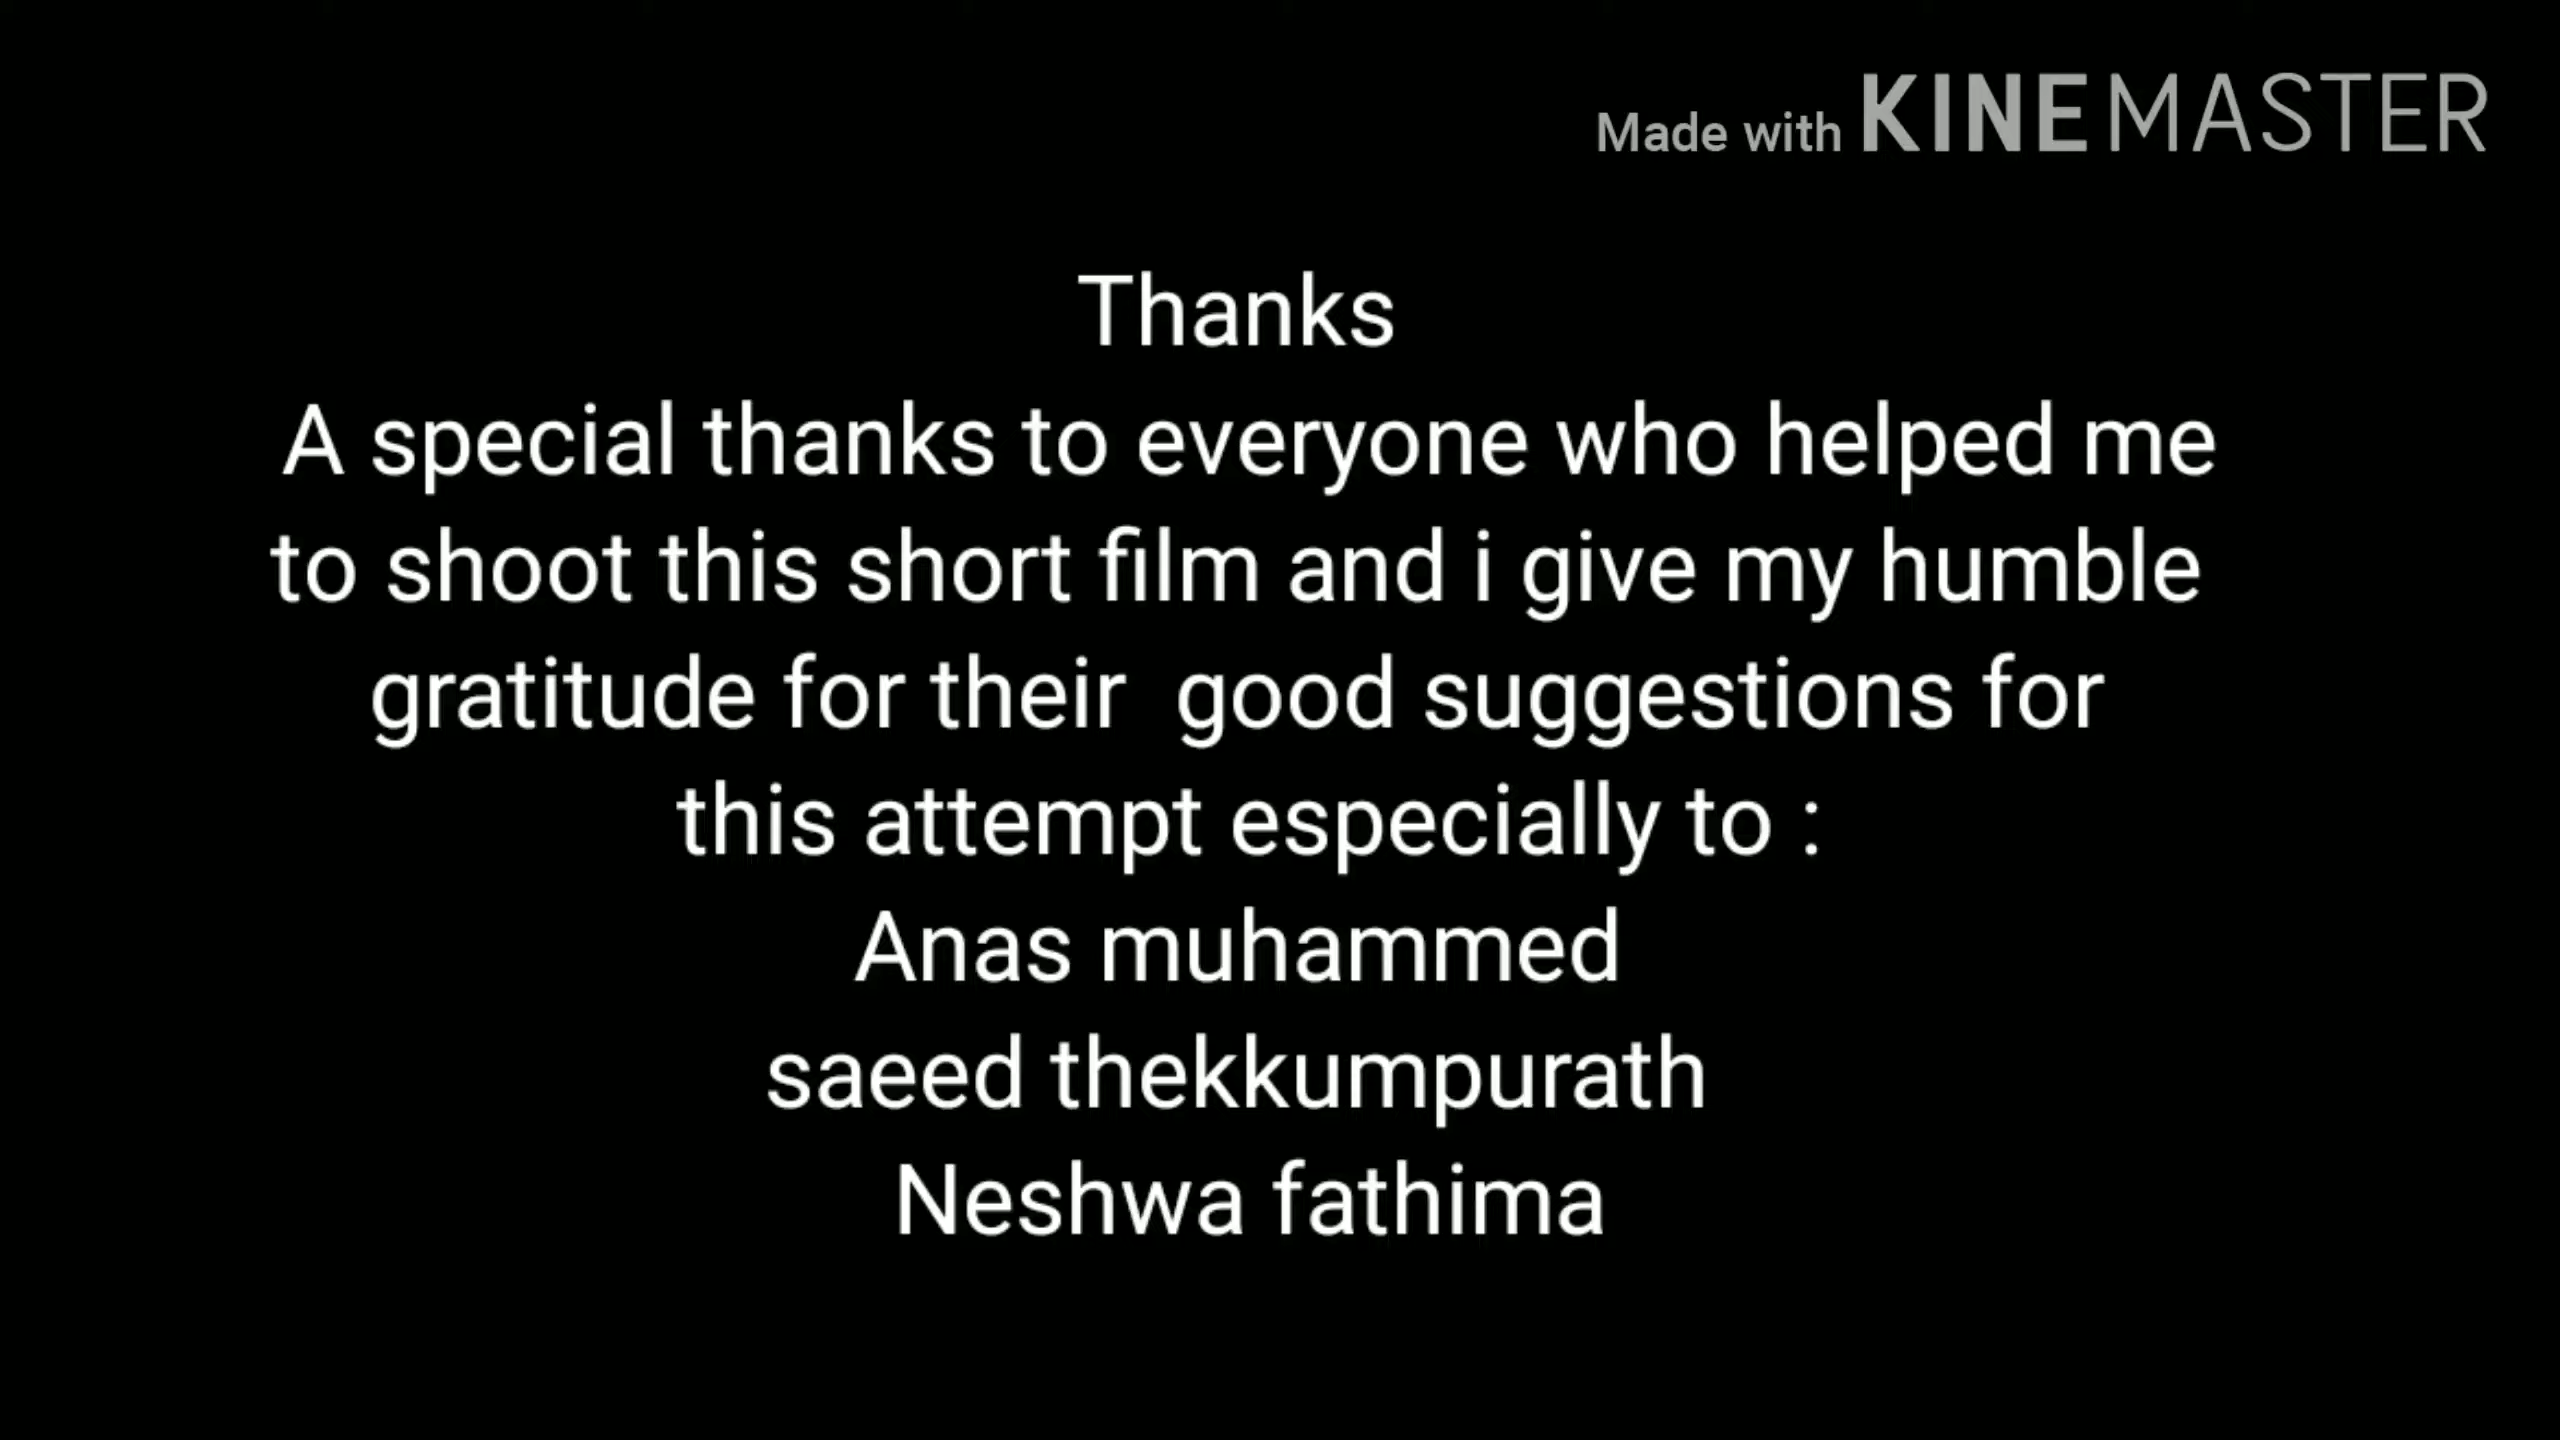 Made with KINEMASTER
Thanks
A special thanks to everyone who helped me
to shoot this short film and i give my humble
gratitude for their  good suggestions for
this attempt especially to :
Anas muhammed
saeed thekkumpurath
Neshwa fathima